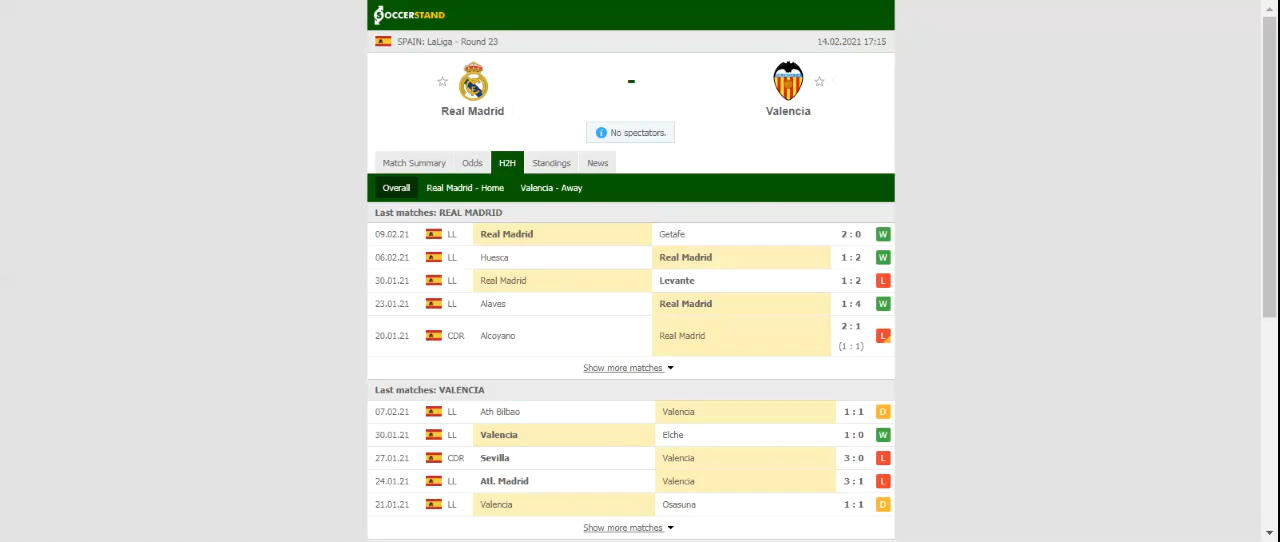 SOCCERSTAND
SPAIN: LaLiga - Round 23 14.02.2021 17:15
-
Real Madrid Valencia
No spectators.
Match Summary Odds H2H Standings News
Overall Real Madrid - Home Valencia - Away
Last matches: REAL MADRID
09.02.21 LL Real Madrid Getafe 2 : 0 W
06.02.21 LL Huesca Real Madrid 1 : 2 W
30.01.21 LL Real Madrid Levante 1 : 2 L
23.01.21 LL Alaves Real Madrid 1 : 4 W
20.01.21 CDR Alcoyano Real Madrid 2 : 1 L
(1 : 1)
Show more matches
Last matches: VALENCIA
07.02.21 LL Ath Bilbao Valencia 1 : 1 D
30.01.21 LL Valencia Elche 1 : 0 W
27.01.21 CDR Sevilla Valencia 3 : 0 L
24.01.21 LL Atl. Madrid Valencia 3 : 1 L
21.01.21 LL Valencia Osasuna 1 : 1 D
Show more matches